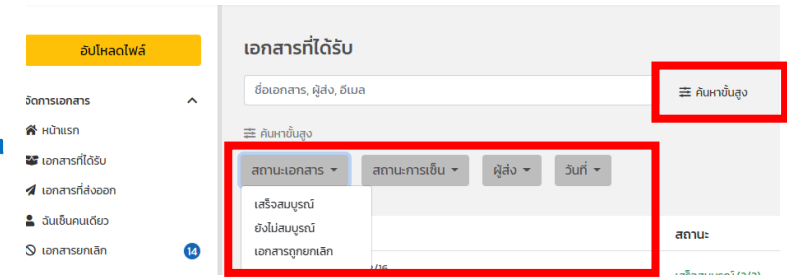 อัปโหลดไฟล์
จัดการเอกสาร
หน้าแรก
เอกสารที่ได้รับ
เอกสารที่ส่งออก
ฉันเซ็นคนเดียว
เอกสารยกเลิก 14
เอกสารที่ได้รับ
ชื่อเอกสาร, ผู้ส่ง, อีเมล
ค้นหาขั้นสูง
ค้นหาขั้นสูง
สถานะเอกสาร สถานะการเซ็น ผู้ส่ง วันที่
เสร็จสมบูรณ์
ยังไม่สมบูรณ์
เอกสารถูกยกเลิก
สถานะ